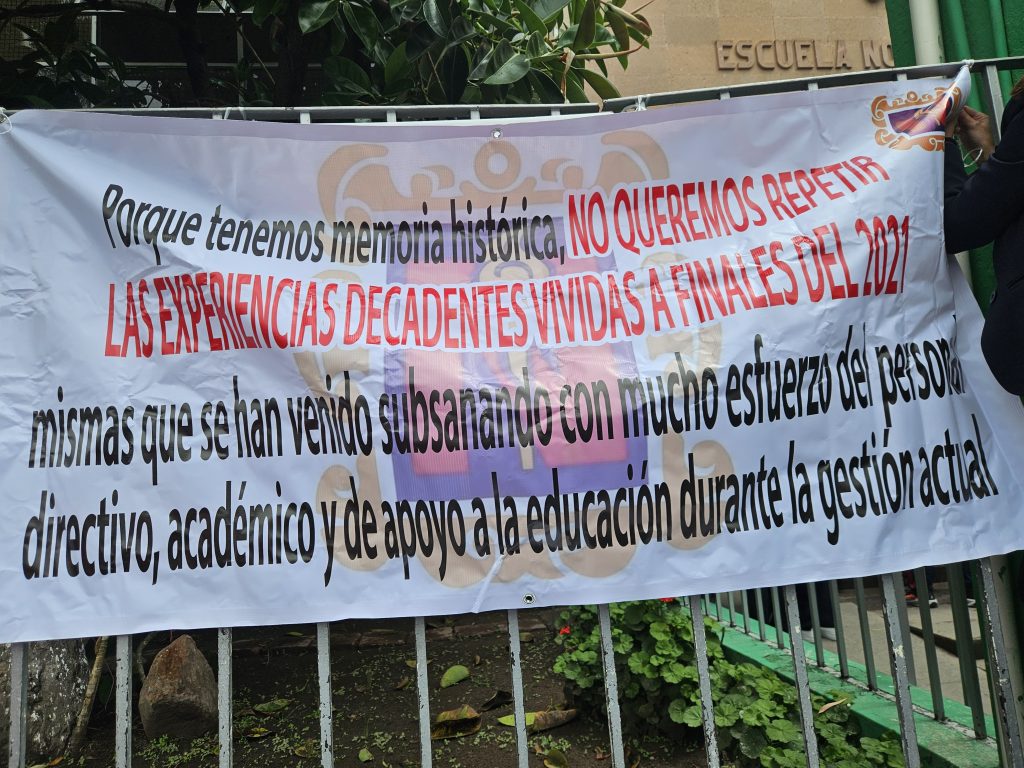 ESCUELA NO
Porque tenemos memoria histórica, NO QUEREMOS REPETIR
LAS EXPERIENCIAS DECADENTES VIVIDAS A FINALES DEL 2021
mismas que se han venido subsanando con mucho esfuerzo del personal
directivo, académico y de apoyo a la educación durante la gestión actual